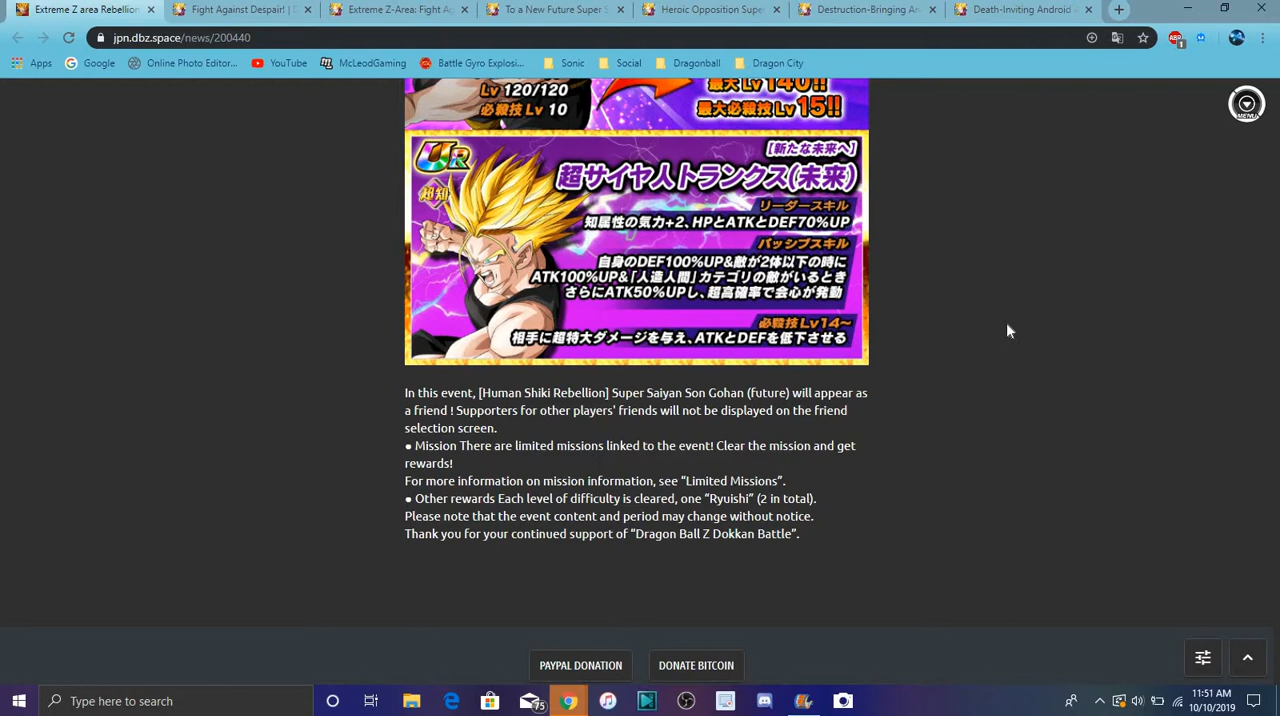 Extreme Z area Rebellion
Fight Against Despair! | D
Extreme Z-Area: Fight Ag
To a New Future Super S
Heroic Opposition Super
Destruction-Bringing An
Death-Inviting Android #
jpn.dbz.space/news/200440
Apps
Google
Online Photo Editor...
YouTube
McLeodGaming
Battle Gyro Explosi...
Sonic
Social
Dragonball
Dragon City
ABP
1
MENU
Lv 120/120
最大Lv140!!
必殺技 Lv 10
最大必殺技Lv15!!
UR
[新たな未来へ]
超サイヤ人トランクス(未来)
超知
リーダースキル
知属性の気力+2、HPとATKとDEF70%UP
パッシブスキル
自身のDEF100%UP&敵が2体以下の時に
ATK100%UP&「人造人間」カテゴリの敵がいるとき
さらにATK50%UPし、超高確率で会心が発動
必殺技Lv14~
相手に超特大ダメージを与え、ATKとDEFを低下させる
In this event, [Human Shiki Rebellion] Super Saiyan Son Gohan (future) will appear as
a friend ! Supporters for other players' friends will not be displayed on the friend
selection screen.
● Mission There are limited missions linked to the event! Clear the mission and get
rewards!
For more information on mission information, see “Limited Missions”.
● Other rewards Each level of difficulty is cleared, one “Ryuishi” (2 in total).
Please note that the event content and period may change without notice.
Thank you for your continued support of “Dragon Ball Z Dokkan Battle”.
PAYPAL DONATION
DONATE BITCOIN
Type here to search
75
11:51 AM
10/10/2019